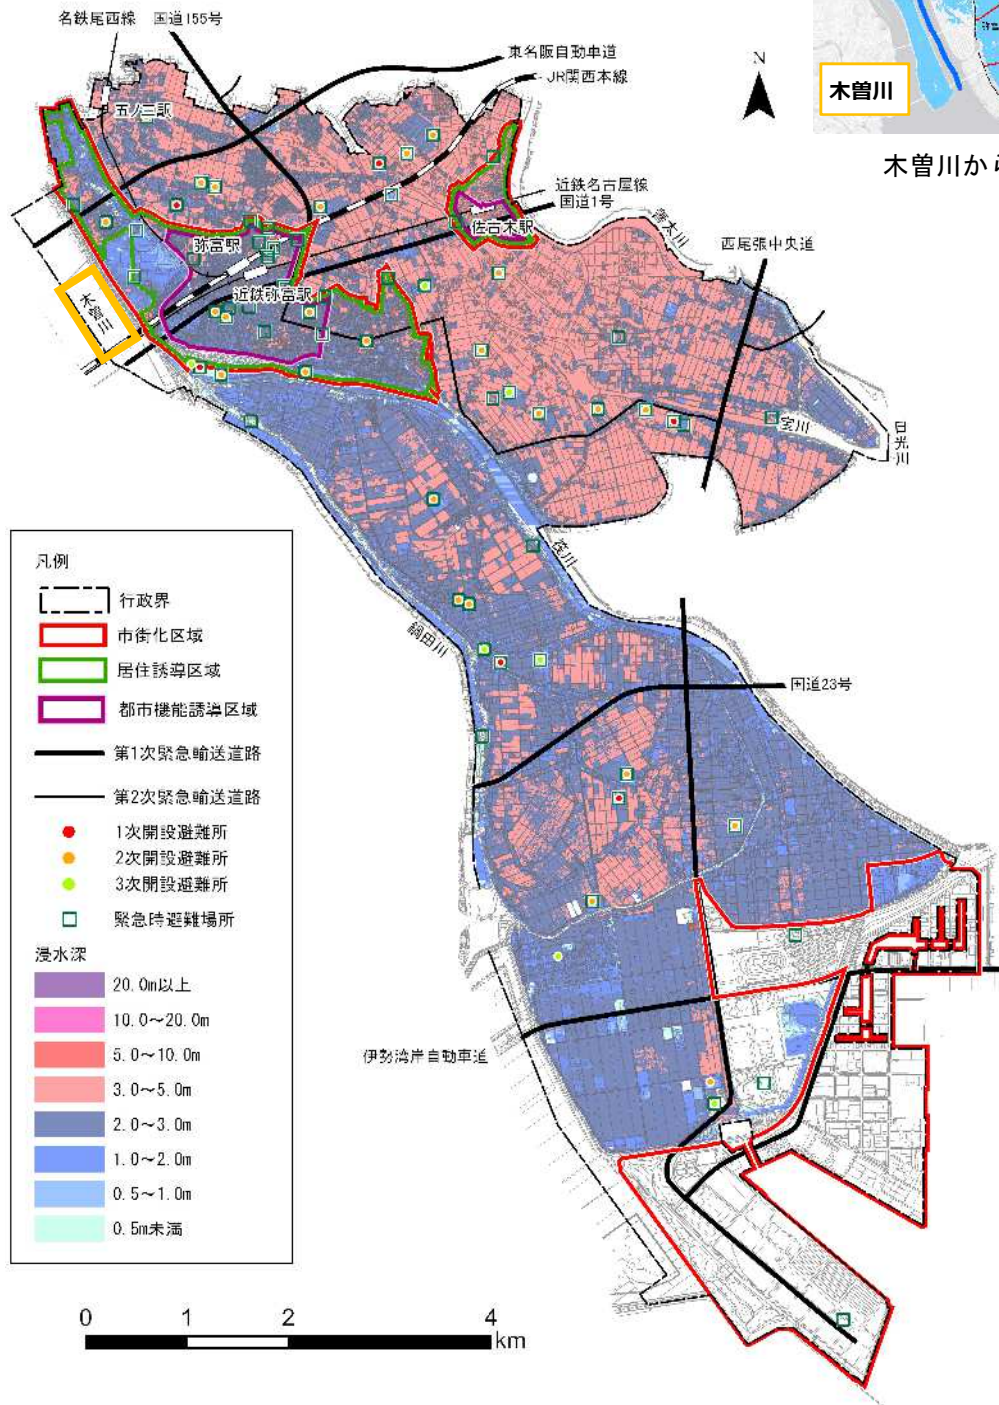 名鉄尾西線
国道155号
東名阪自動車道
JR関西本線
N
木曽川
木曽川から
五ノ三駅
近鉄名古屋線
国道1号
佐古木駅
善太川
西尾張中央道
弥富駅
近鉄弥富駅
木曽川
宝川
日光川
筏川
鍋田川
国道23号
伊勢湾岸自動車道
凡例
行政界
市街化区域
居住誘導区域
都市機能誘導区域
第1次緊急輸送道路
第2次緊急輸送道路
1次開設避難所
2次開設避難所
3次開設避難所
緊急時避難場所
浸水深
20.0m以上
10.0～20.0m
5.0～10.0m
3.0～5.0m
2.0～3.0m
1.0～2.0m
0.5～1.0m
0.5m未満
0 1 2 4
km